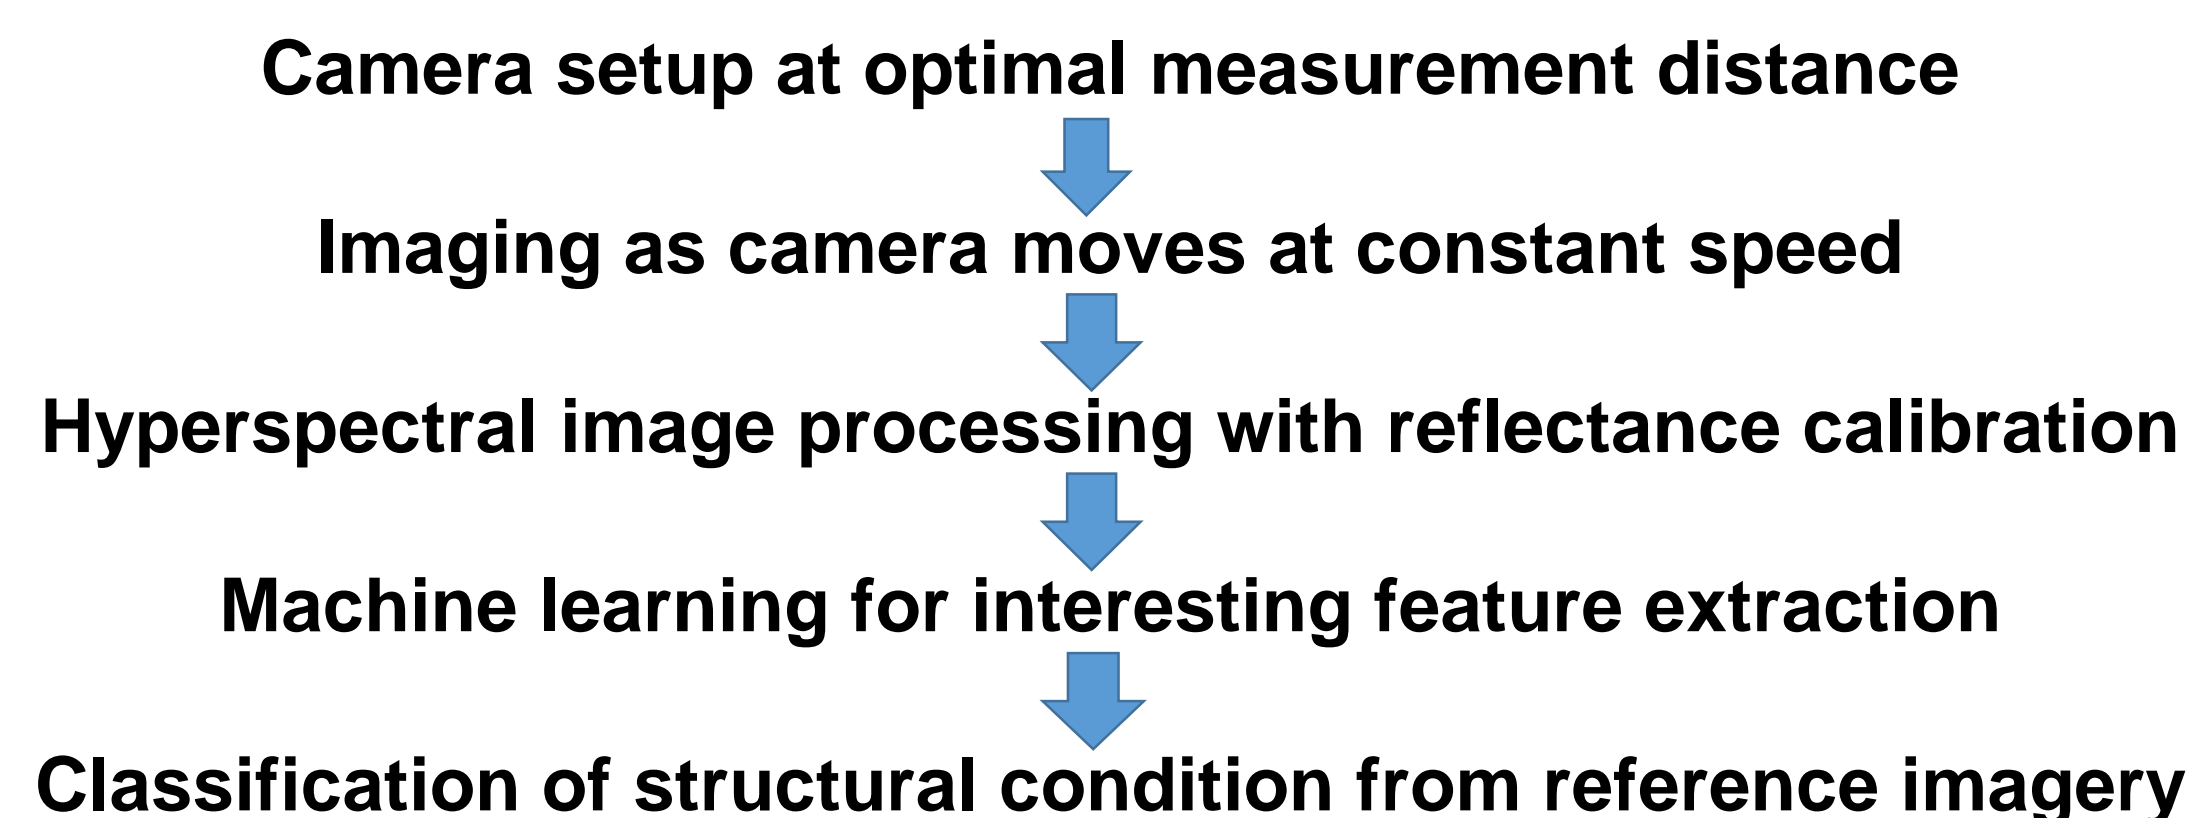 Camera setup at optimal measurement distance
Imaging as camera moves at constant speed
Hyperspectral image processing with reflectance calibration
Machine learning for interesting feature extraction
Classification of structural condition from reference imagery